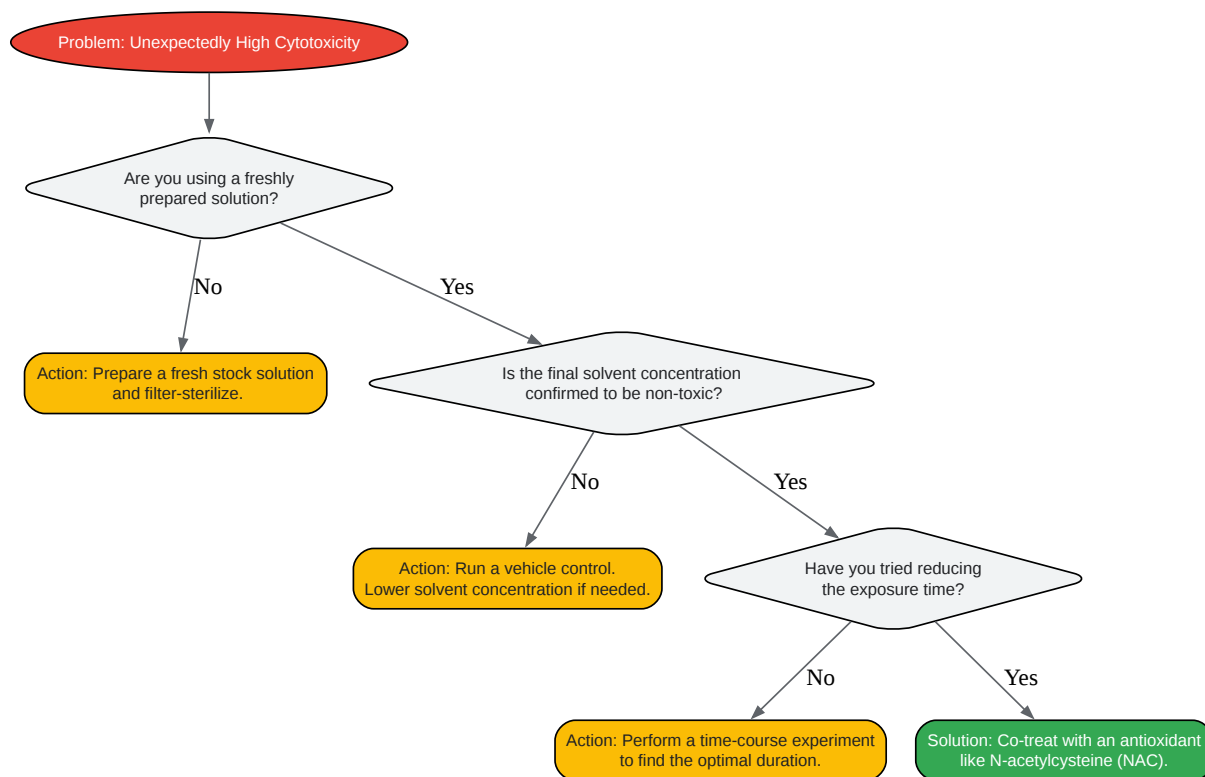 Problem: Unexpectedly High Cytotoxicity
Are you using a freshly
prepared solution?
No
Yes
Action: Prepare a fresh stock solution
and filter-sterilize.
Is the final solvent concentration
confirmed to be non-toxic?
No
Yes
Action: Run a vehicle control.
Lower solvent concentration if needed.
Have you tried reducing
the exposure time?
No
Yes
Action: Perform a time-course experiment
to find the optimal duration.
Solution: Co-treat with an antioxidant
like N-acetylcysteine (NAC).